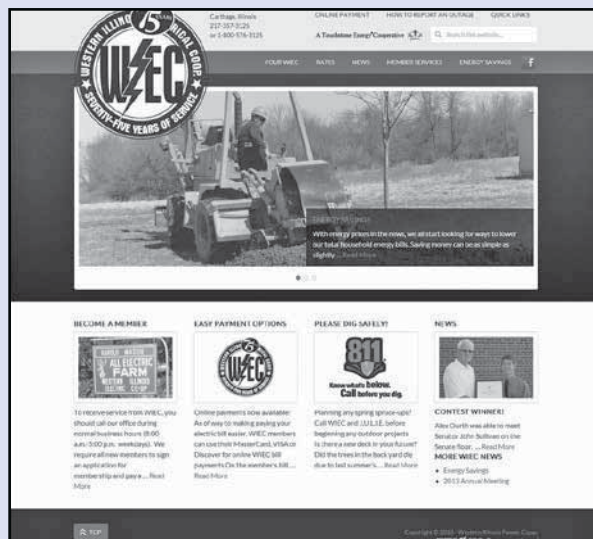 WESTERN ILLINOIS ELECTRICAL COOP.
75 YEARS
WIEC
SEVENTY-FIVE YEARS OF SERVICE
Carthage, Illinois
217-357-3125
or 1-800-576-3125
ONLINE PAYMENT HOW TO REPORT AN OUTAGE QUICK LINKS
A Touchstone Energy Cooperative
Search this website...
YOUR WIEC RATES NEWS MEMBER SERVICES ENERGY SAVINGS f
ENERGY SAVINGS
With energy prices in the news, we all start looking for ways to lower
our total household energy bills. Saving money can be as simple as
slightly ... Read More
BECOME A MEMBER
ALL ELECTRIC
FARM
WESTERN ILLINOIS
ELECTRIC CO-OP
To receive service from WIEC, you
should call our office during
normal business hours (8:00
a.m.-5:00 p.m. weekdays). We
require all new members to sign
an application for
membership and pay a ... Read
More
EASY PAYMENT OPTIONS
WIEC
Online payments now available:
As of way to making paying your
electric bill easier, WIEC members
can use their MasterCard, VISA or
Discover for online WIEC bill
payments On the member's bill, ...
Read More
PLEASE DIG SAFELY!
811
Know what's below.
Call before you dig.
Planning any spring spruce-ups?
Call WIEC and J.U.L.I.E. before
beginning any outdoor projects
Is there a new deck in your future?
Did the trees in the back yard die
due to last summer's ... Read More
NEWS
CONTEST WINNER!
Alex Ourth was able to meet
Senator John Sullivan on the
Senate floor. ... Read More
MORE WIEC NEWS
Energy Savings
2013 Annual Meeting
TOP
Copyright © 2013 · Western Illinois Power Coop.